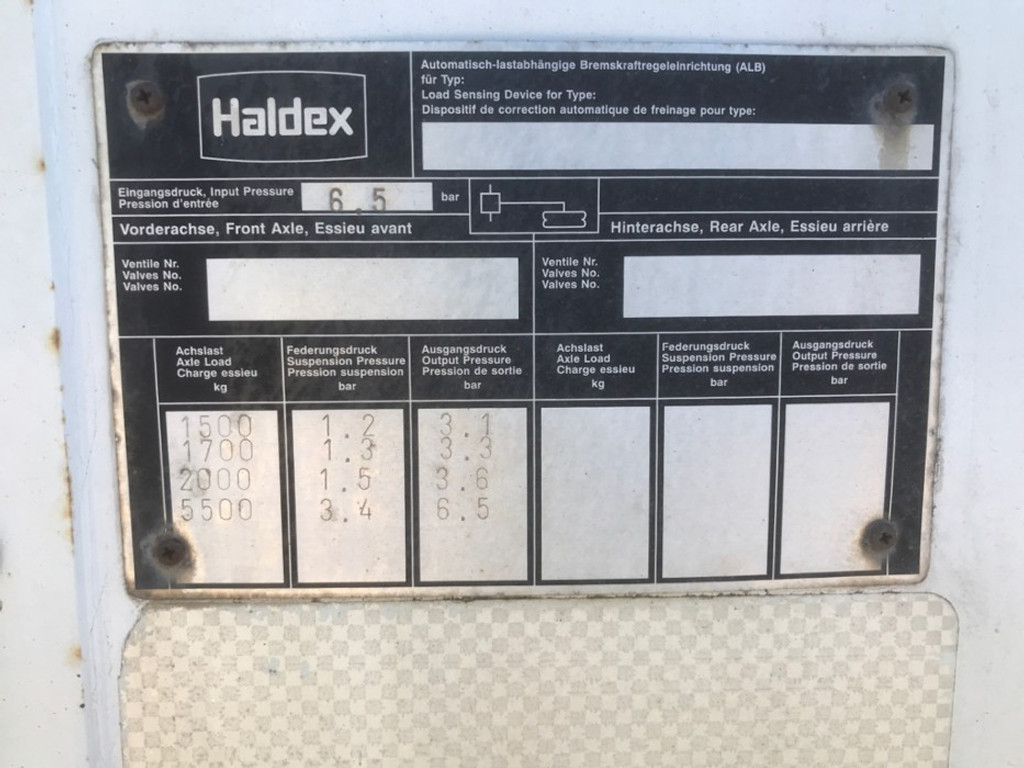 Haldex
Automatisch-lastabhängige Bremskraftregeleinrichtung (ALB)
für Typ:
Load Sensing Device for Type:
Dispositif de correction automatique de freinage pour type:
Eingangsdruck, Input Pressure
Pression d'entrée
6.5 bar
Vorderachse, Front Axle, Essieu avant
Hinterachse, Rear Axle, Essieu arrière
Ventile Nr.
Valves No.
Valves No.
Ventile Nr.
Valves No.
Valves No.
Achslast
Axle Load
Charge essieu
kg
Federungsdruck
Suspension Pressure
Pression suspension
bar
Ausgangsdruck
Output Pressure
Pression de sortie
bar
Achslast
Axle Load
Charge essieu
kg
Federungsdruck
Suspension Pressure
Pression suspension
bar
Ausgangsdruck
Output Pressure
Pression de sortie
bar
1500 1.2 3.1
1700 1.3 3.3
2000 1.5 3.6
5500 3.4 6.5